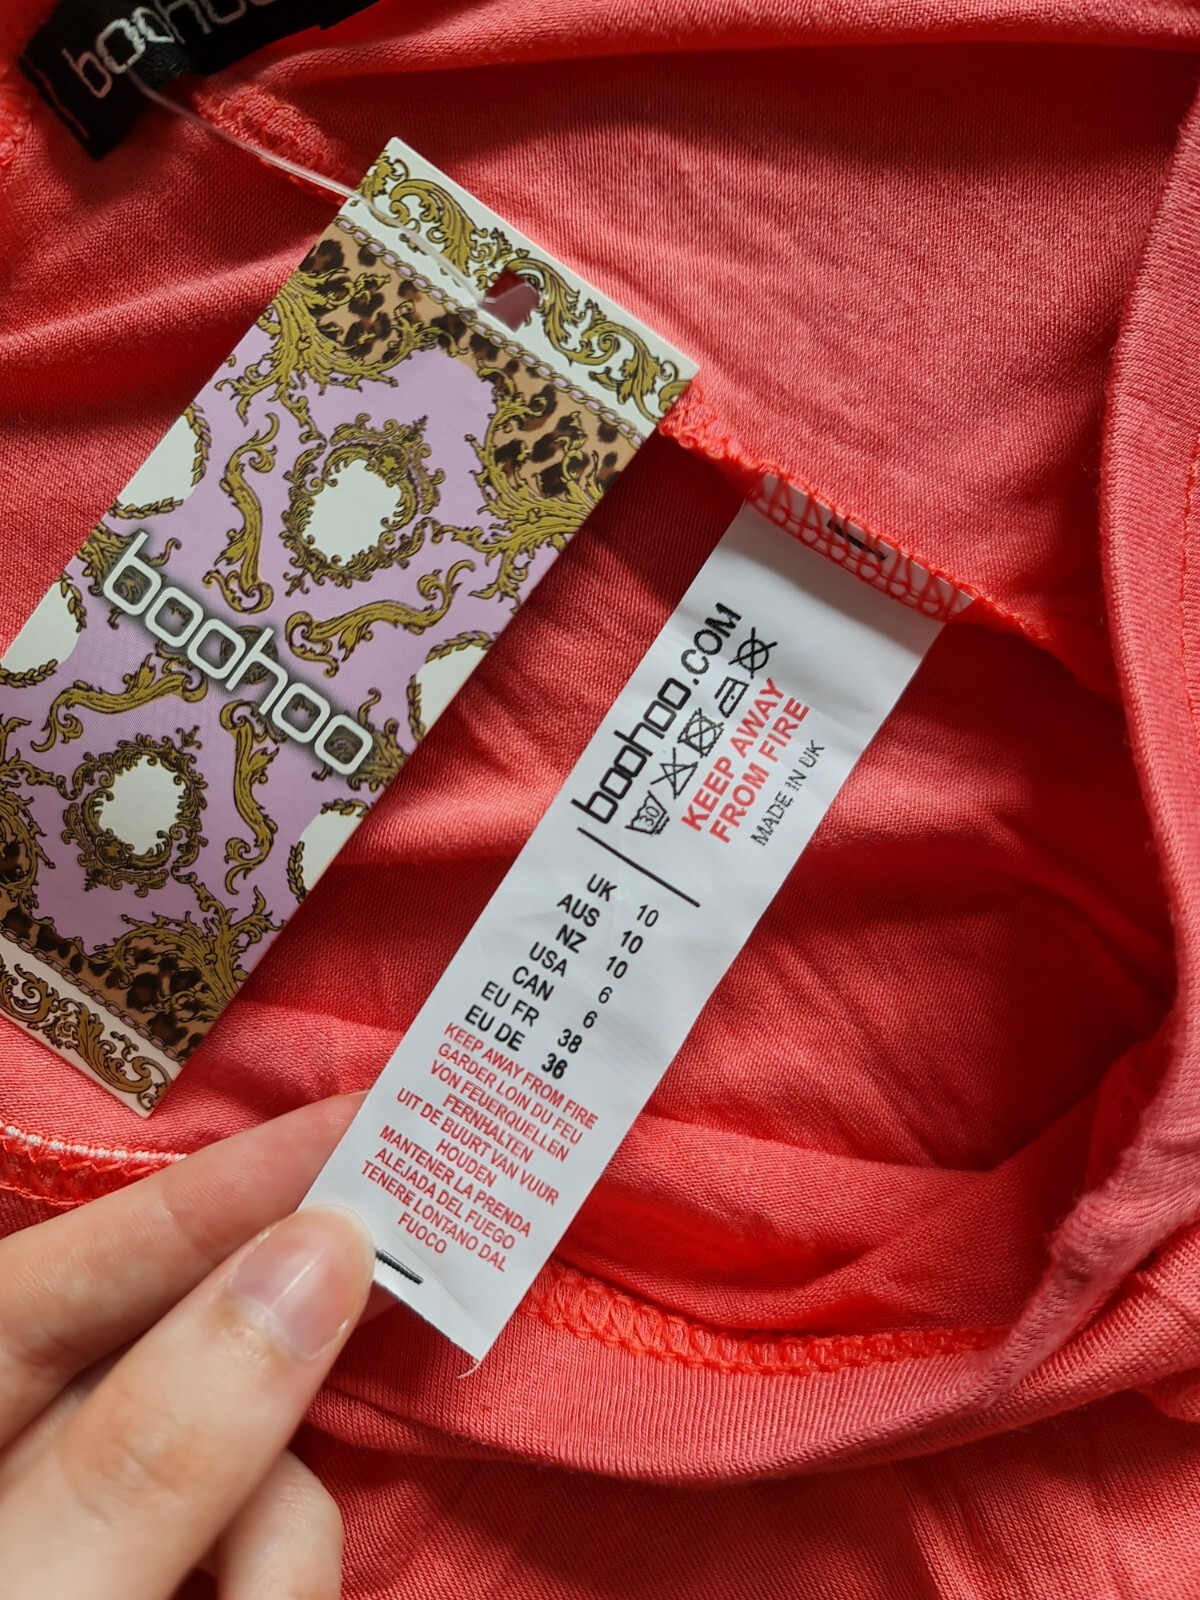 boohoo
boohoo
boohoo.COM
30
KEEP AWAY
FROM FIRE
MADE IN UK
UK 10
AUS 10
NZ 10
USA 6
CAN 6
EU FR 38
EU DE 36
KEEP AWAY FROM FIRE
GARDER LOIN DU FEU
VON FEUERQUELLEN
FERNHALTEN
UIT DE BUURT VAN VUUR
HOUDEN
MANTENER LA PRENDA
ALEJADA DEL FUEGO
TENERE LONTANO DAL
FUOCO